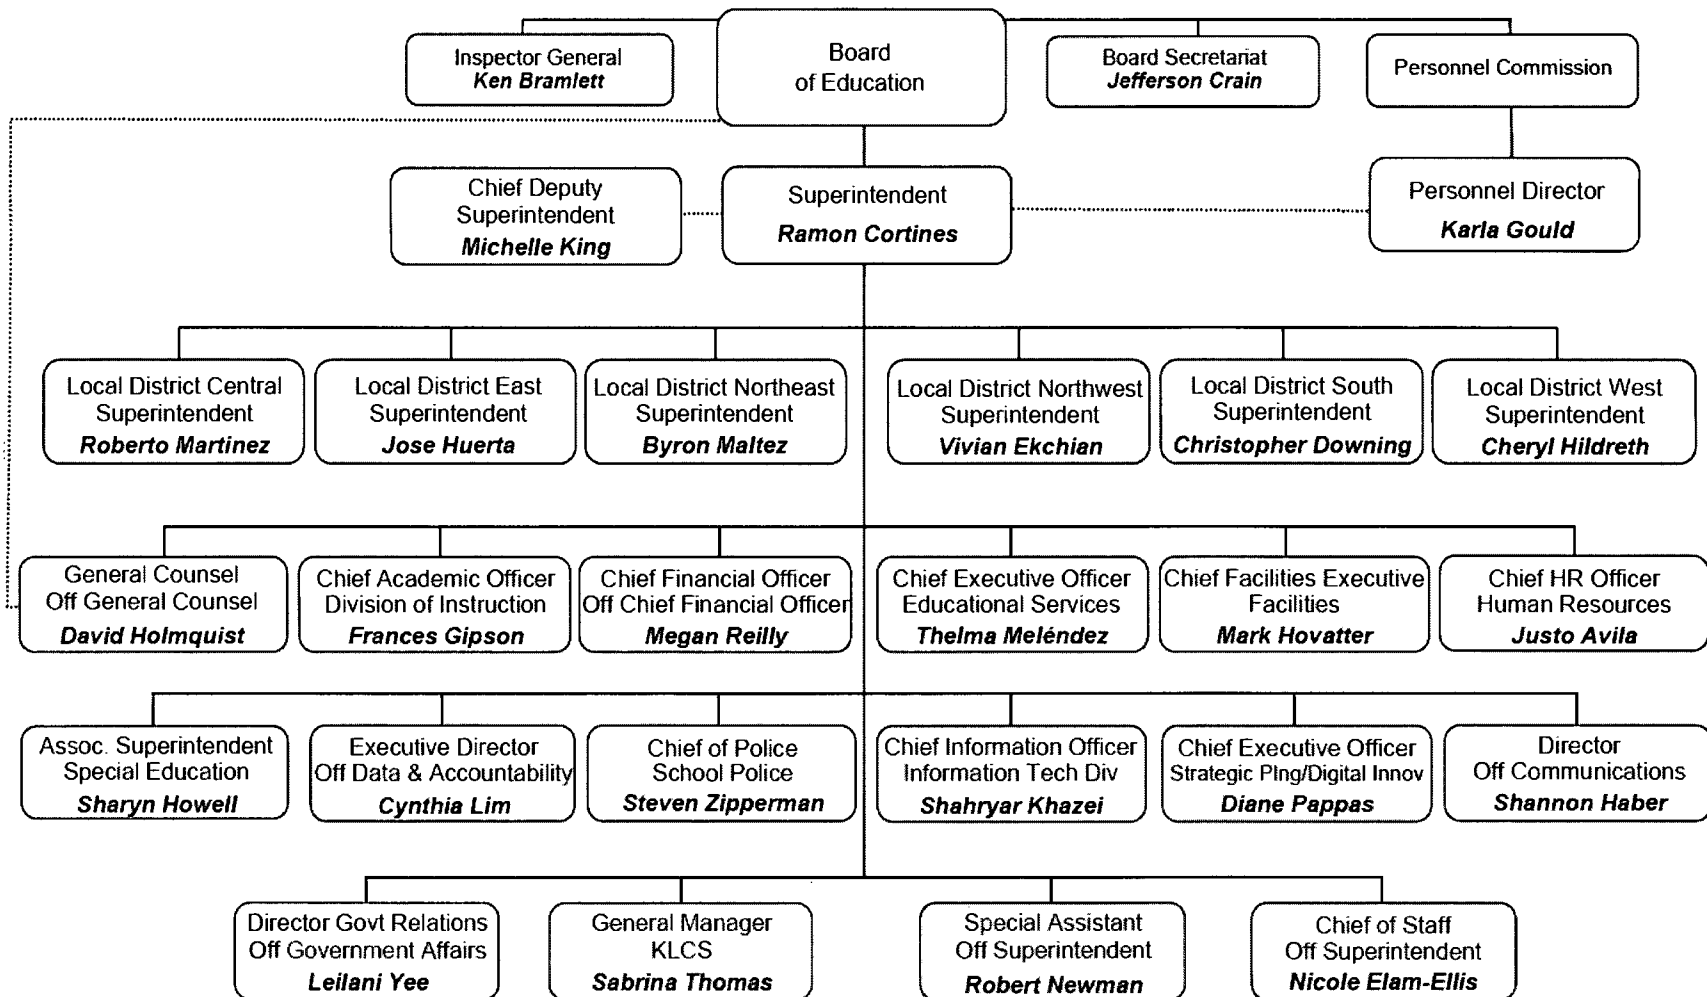 Inspector General
Ken Bramlett
Board
of Education
Board Secretariat
Jefferson Crain
Personnel Commission
Chief Deputy
Superintendent
Michelle King
Superintendent
Ramon Cortines
Personnel Director
Karla Gould
Local District Central
Superintendent
Roberto Martinez
Local District East
Superintendent
Jose Huerta
Local District Northeast
Superintendent
Byron Maltez
Local District Northwest
Superintendent
Vivian Ekchian
Local District South
Superintendent
Christopher Downing
Local District West
Superintendent
Cheryl Hildreth
General Counsel
Off General Counsel
David Holmquist
Chief Academic Officer
Division of Instruction
Frances Gipson
Chief Financial Officer
Off Chief Financial Officer
Megan Reilly
Chief Executive Officer
Educational Services
Thelma Meléndez
Chief Facilities Executive
Facilities
Mark Hovatter
Chief HR Officer
Human Resources
Justo Avila
Assoc. Superintendent
Special Education
Sharyn Howell
Executive Director
Off Data & Accountability
Cynthia Lim
Chief of Police
School Police
Steven Zipperman
Chief Information Officer
Information Tech Div
Shahryar Khazei
Chief Executive Officer
Strategic Plng/Digital Innov
Diane Pappas
Director
Off Communications
Shannon Haber
Director Govt Relations
Off Government Affairs
Leilani Yee
General Manager
KLCS
Sabrina Thomas
Special Assistant
Off Superintendent
Robert Newman
Chief of Staff
Off Superintendent
Nicole Elam-Ellis